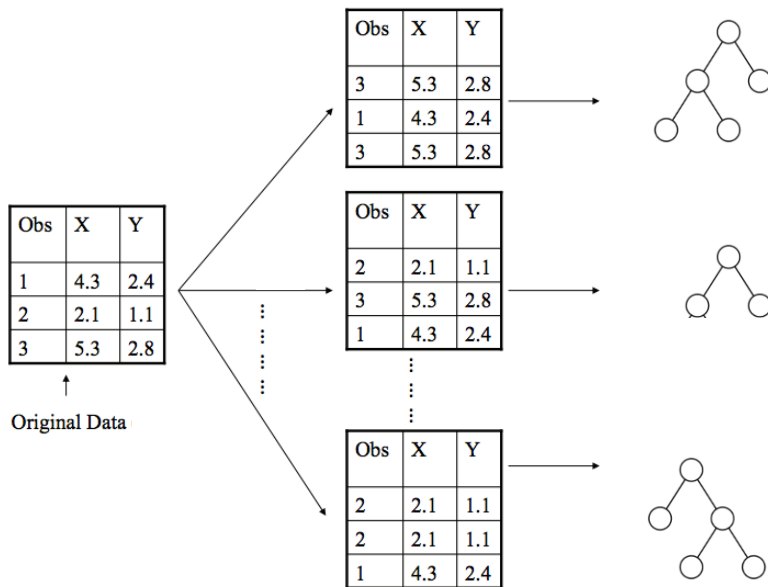 Obs X Y
3 5.3 2.8
1 4.3 2.4
3 5.3 2.8
Obs X Y
1 4.3 2.4
2 2.1 1.1
3 5.3 2.8
Original Data
Obs X Y
2 2.1 1.1
3 5.3 2.8
1 4.3 2.4
Obs X Y
2 2.1 1.1
2 2.1 1.1
1 4.3 2.4